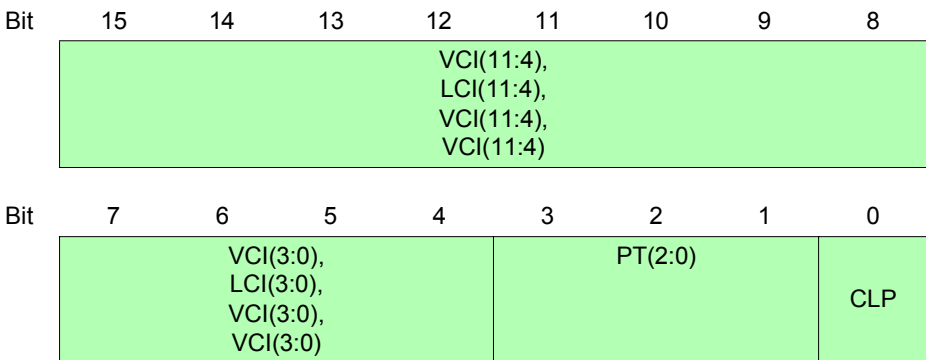 Bit 15 14 13 12 11 10 9 8
VCI(11:4),
LCI(11:4),
VCI(11:4),
VCI(11:4)
Bit 7 6 5 4 3 2 1 0
VCI(3:0),
LCI(3:0),
VCI(3:0),
VCI(3:0)
PT(2:0)
CLP